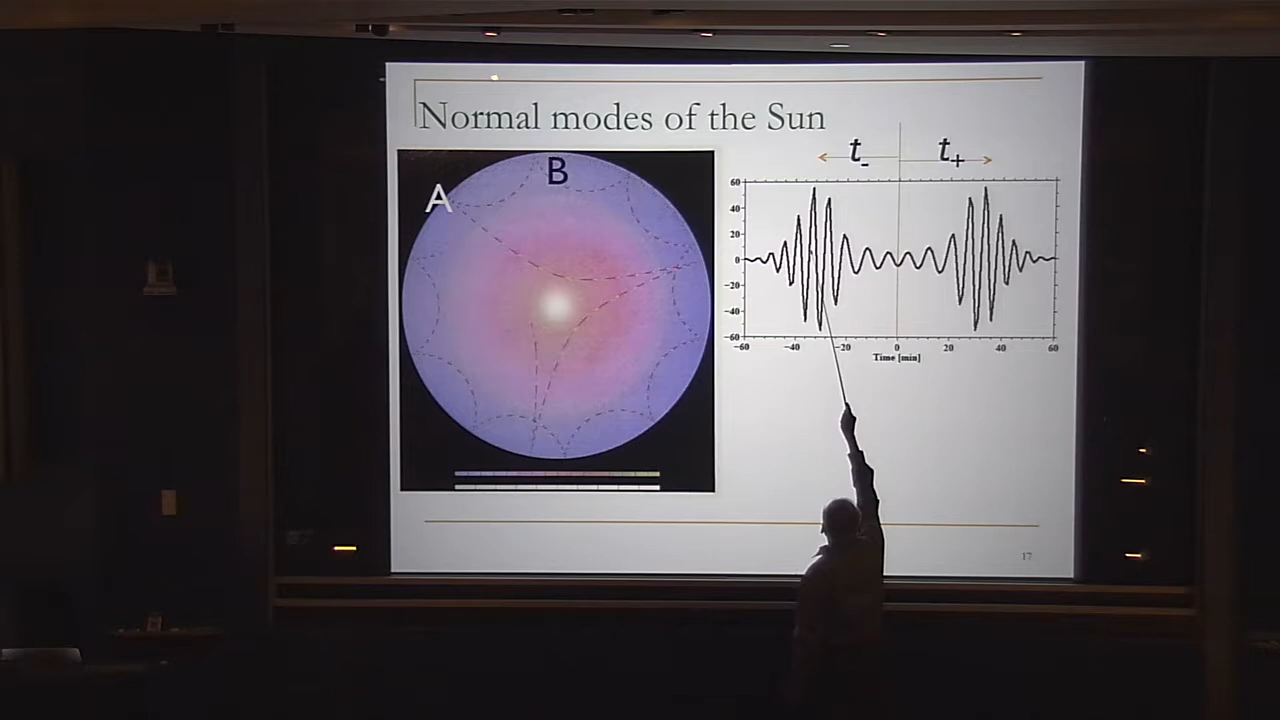 Normal modes of the Sun
A
B
t₋ t₊
60
40
20
0
−20
−40
−60
−60 −40 −20 0 20 40 60
Time [min]
17